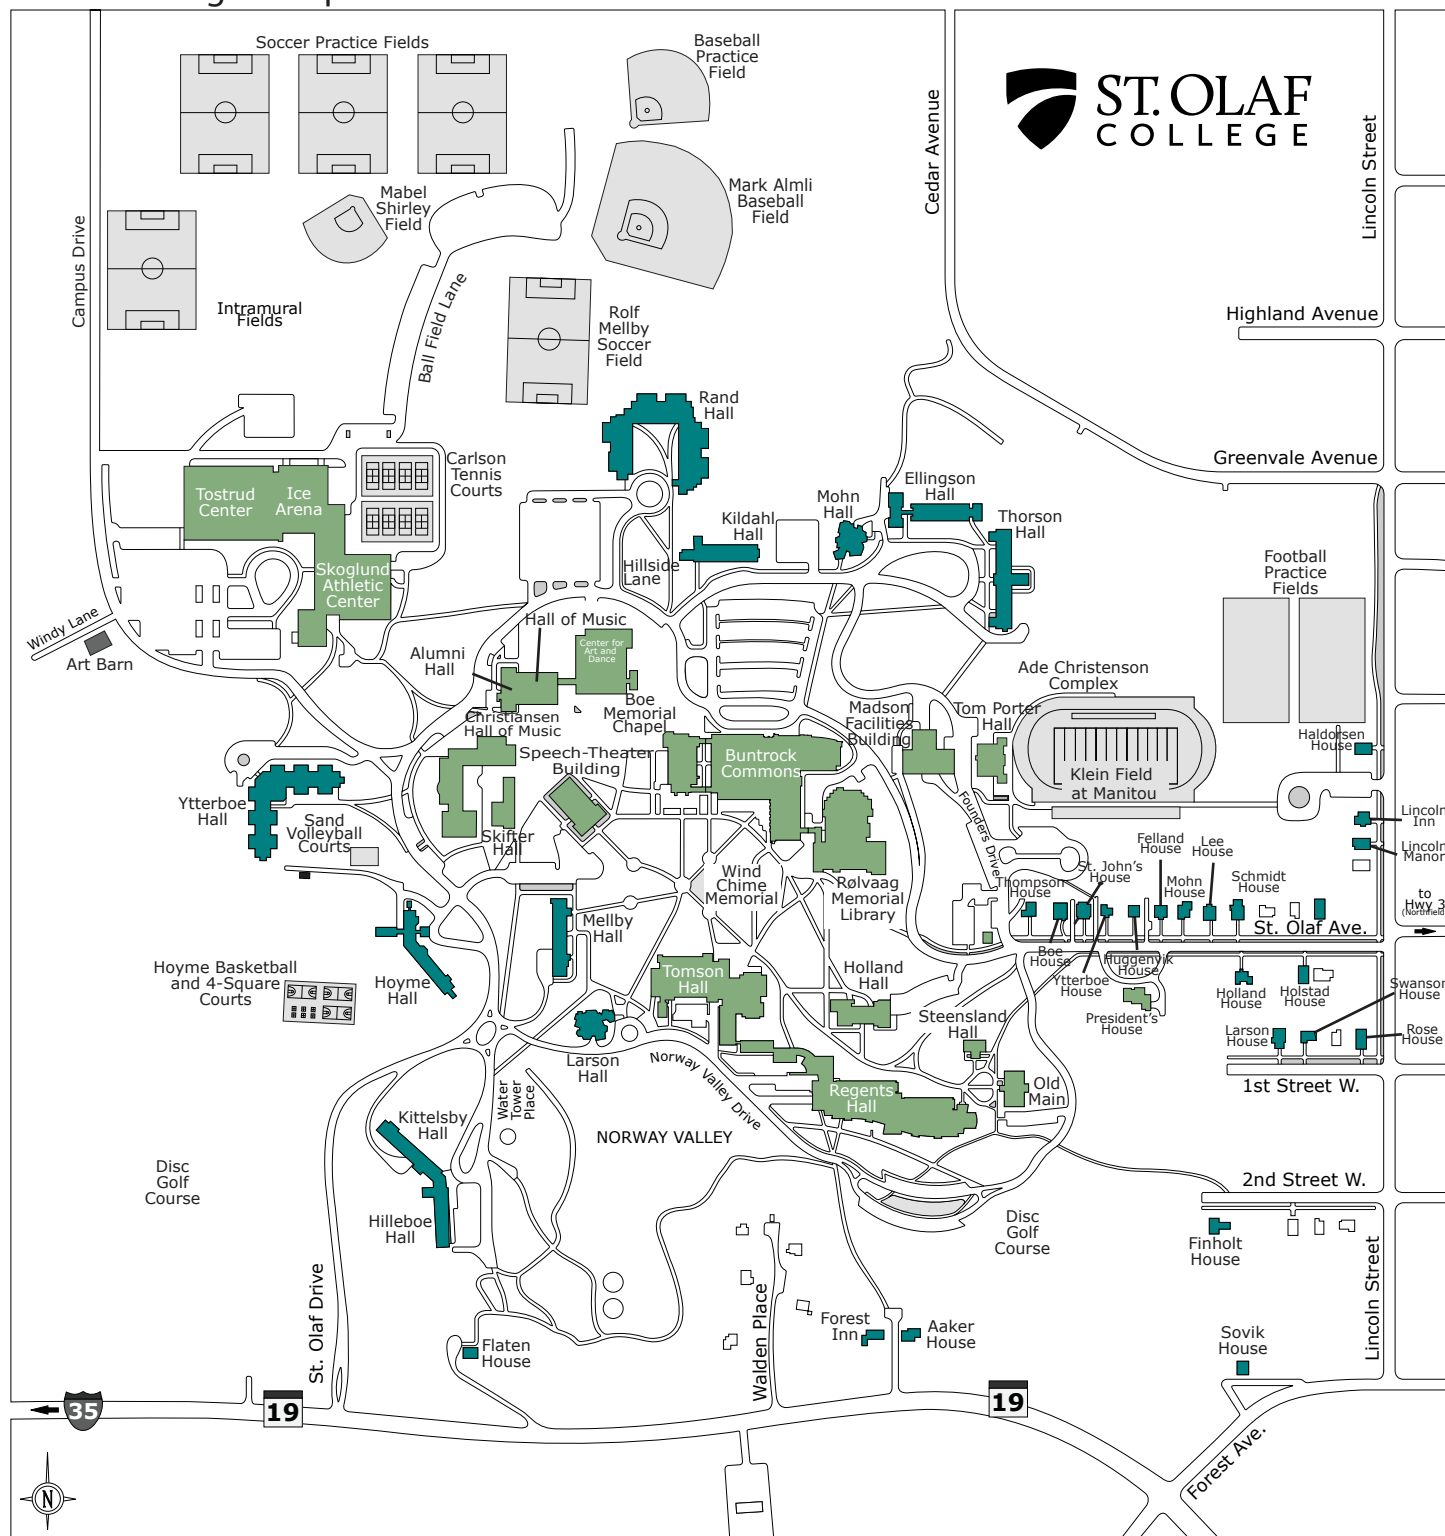 Soccer Practice Fields
Baseball
Practice
Field
ST. OLAF
COLLEGE
Cedar Avenue
Lincoln Street
Mabel
Shirley
Field
Mark Almli
Baseball
Field
Campus Drive
Intramural
Fields
Ball Field Lane
Rolf
Mellby
Soccer
Field
Highland Avenue
Rand
Hall
Greenvale Avenue
Carlson
Tennis
Courts
Tostrud
Center
Ice
Arena
Mohn
Hall
Ellingson
Hall
Kildahl
Hall
Thorson
Hall
Football
Practice
Fields
Skoglund
Athletic
Center
Hillside
Lane
Windy Lane
Art Barn
Hall of Music
Center for
Art and
Dance
Alumni
Hall
Ade Christenson
Complex
Boe
Memorial
Chapel
Christiansen
Hall of Music
Madson
Facilities
Building
Tom Porter
Hall
Haldorsen
House
Speech-Theater
Building
Buntrock
Commons
Klein Field
at Manitou
Ytterboe
Hall
Sand
Volleyball
Courts
Skifter
Hall
Founders Drive
Lincoln
Inn
Lincoln
Manor
Felland
House
Lee
House
Wind
Chime
Memorial
Rølvaag
Memorial
Library
Thompson
House
St. John's
House
Mohn
House
Schmidt
House
to
Hwy 3
(Northfield)
St. Olaf Ave.
Mellby
Hall
Boe
House
Ytterboe
House
Huggenvik
House
Hoyme Basketball
and 4-Square
Courts
Hoyme
Hall
Tomson
Hall
Holland
Hall
Holland
House
Holstad
House
Swanson
House
Steensland
Hall
President's
House
Larson
House
Rose
House
Larson
Hall
Norway Valley Drive
Water
Tower
Place
Regents
Hall
Old
Main
1st Street W.
Kittelsby
Hall
NORWAY VALLEY
Disc
Golf
Course
2nd Street W.
Hilleboe
Hall
Disc
Golf
Course
Finholt
House
St. Olaf Drive
Walden Place
Lincoln Street
Forest
Inn
Aaker
House
Flaten
House
Sovik
House
35
19
19
Forest Ave.
N